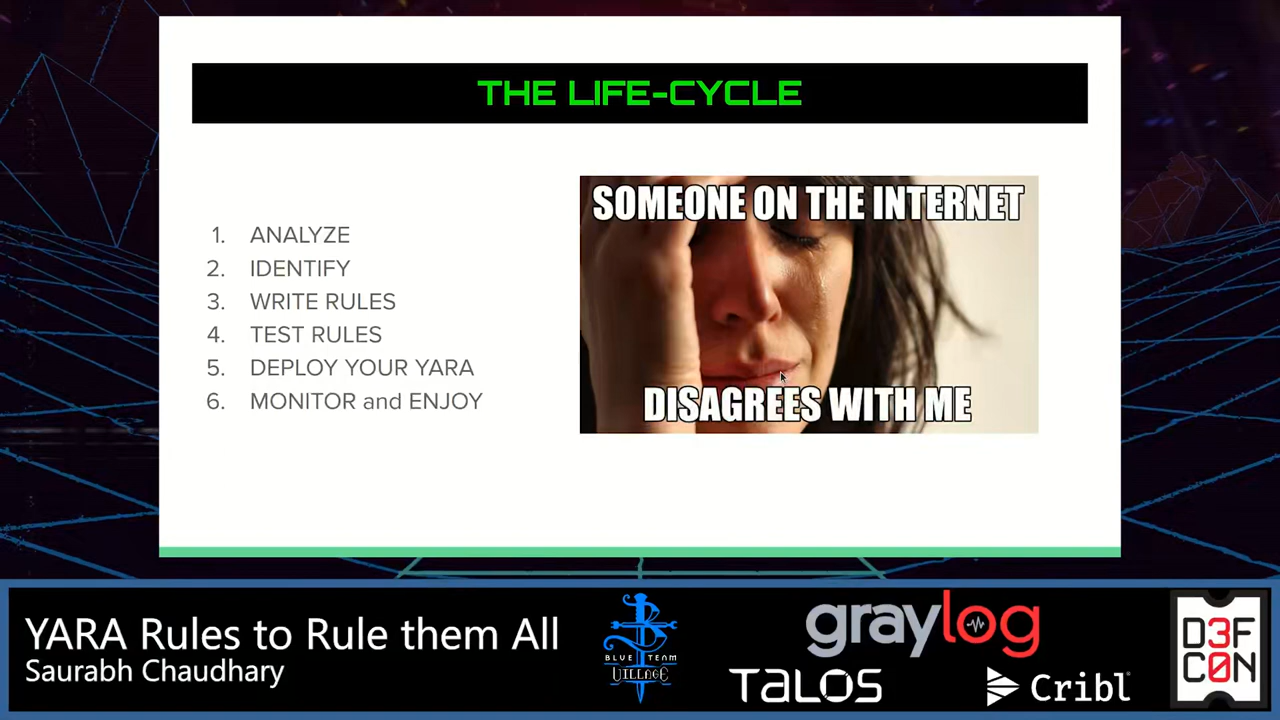 THE LIFE-CYCLE
1. ANALYZE
2. IDENTIFY
3. WRITE RULES
4. TEST RULES
5. DEPLOY YOUR YARA
6. MONITOR and ENJOY
SOMEONE ON THE INTERNET
DISAGREES WITH ME
YARA Rules to Rule them All
Saurabh Chaudhary
BLUE TEAM
VILLAGE
graylog
TALOS
Cribl
D3F
C0N